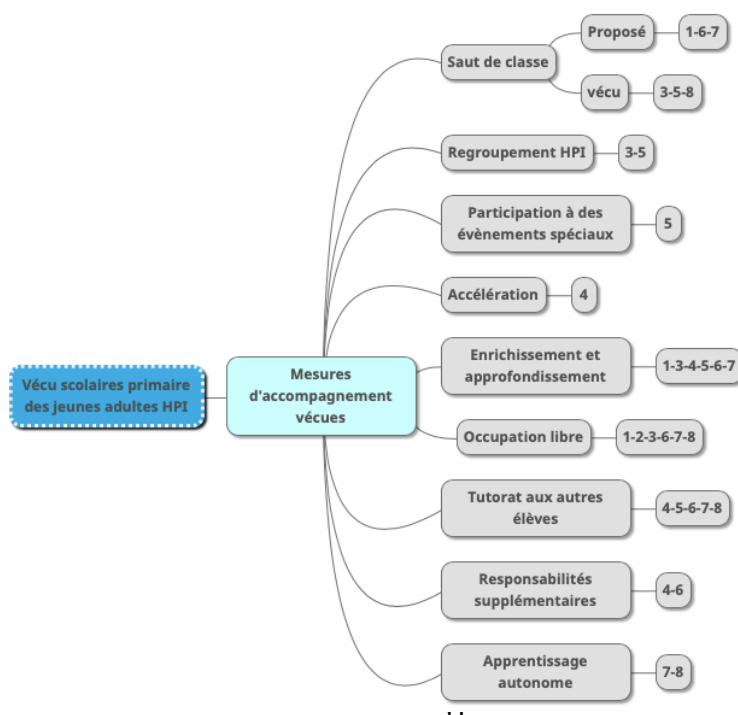 Proposé
1-6-7
Saut de classe
vécu
3-5-8
Regroupement HPI
3-5
Participation à des
évènements spéciaux
5
Accélération
4
Enrichissement et
approfondissement
1-3-4-5-6-7
Vécu scolaires primaire
des jeunes adultes HPI
Mesures
d'accompagnement
vécues
Occupation libre
1-2-3-6-7-8
Tutorat aux autres
élèves
4-5-6-7-8
Responsabilités
supplémentaires
4-6
Apprentissage
autonome
7-8